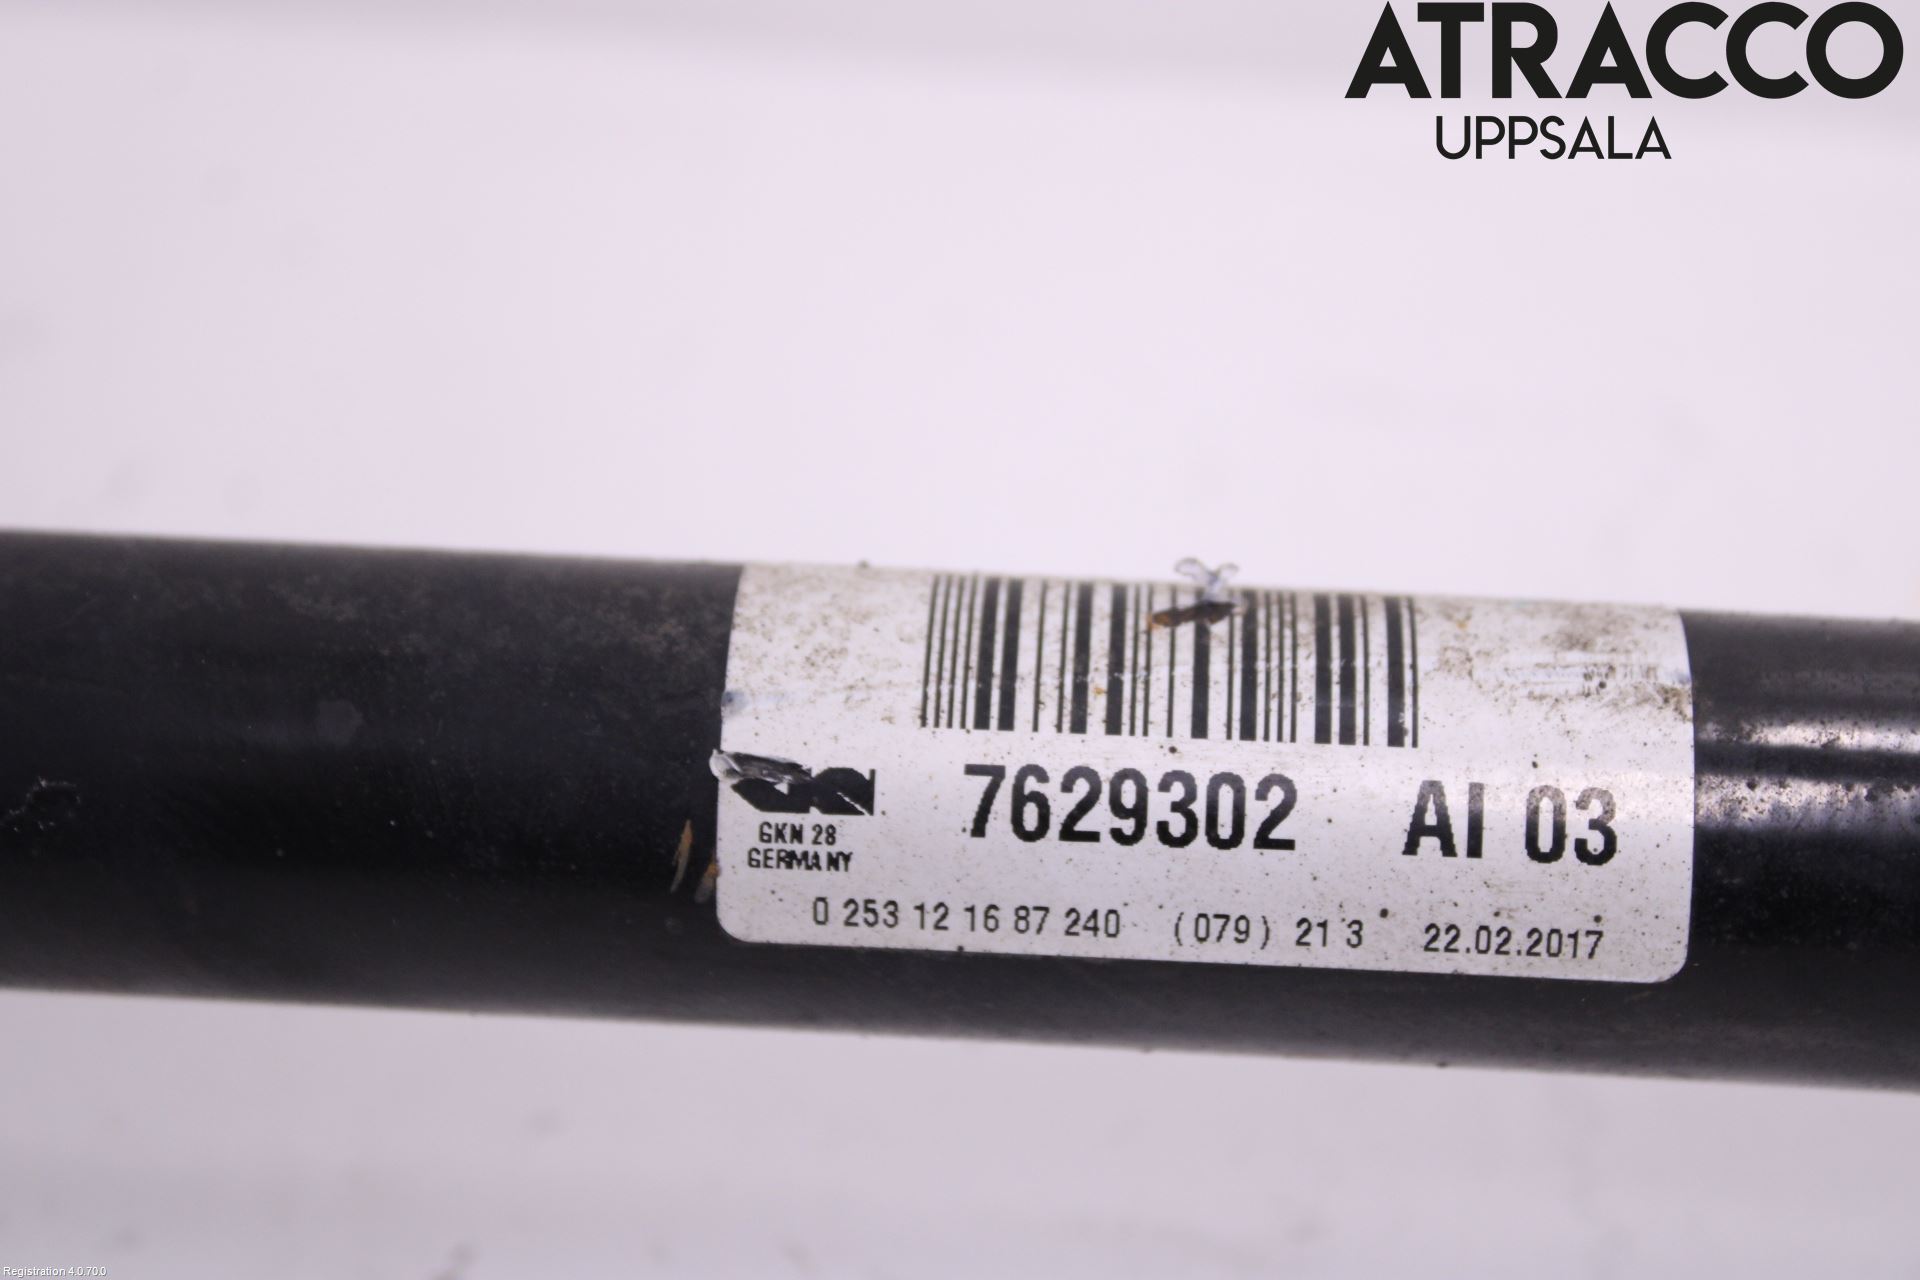 ATRACCO
UPPSALA
7629302 AI 03
GKN 28
GERMANY
0 253 12 16 87 240 (079) 21 3 22.02.2017
Registration 4.0.70.0